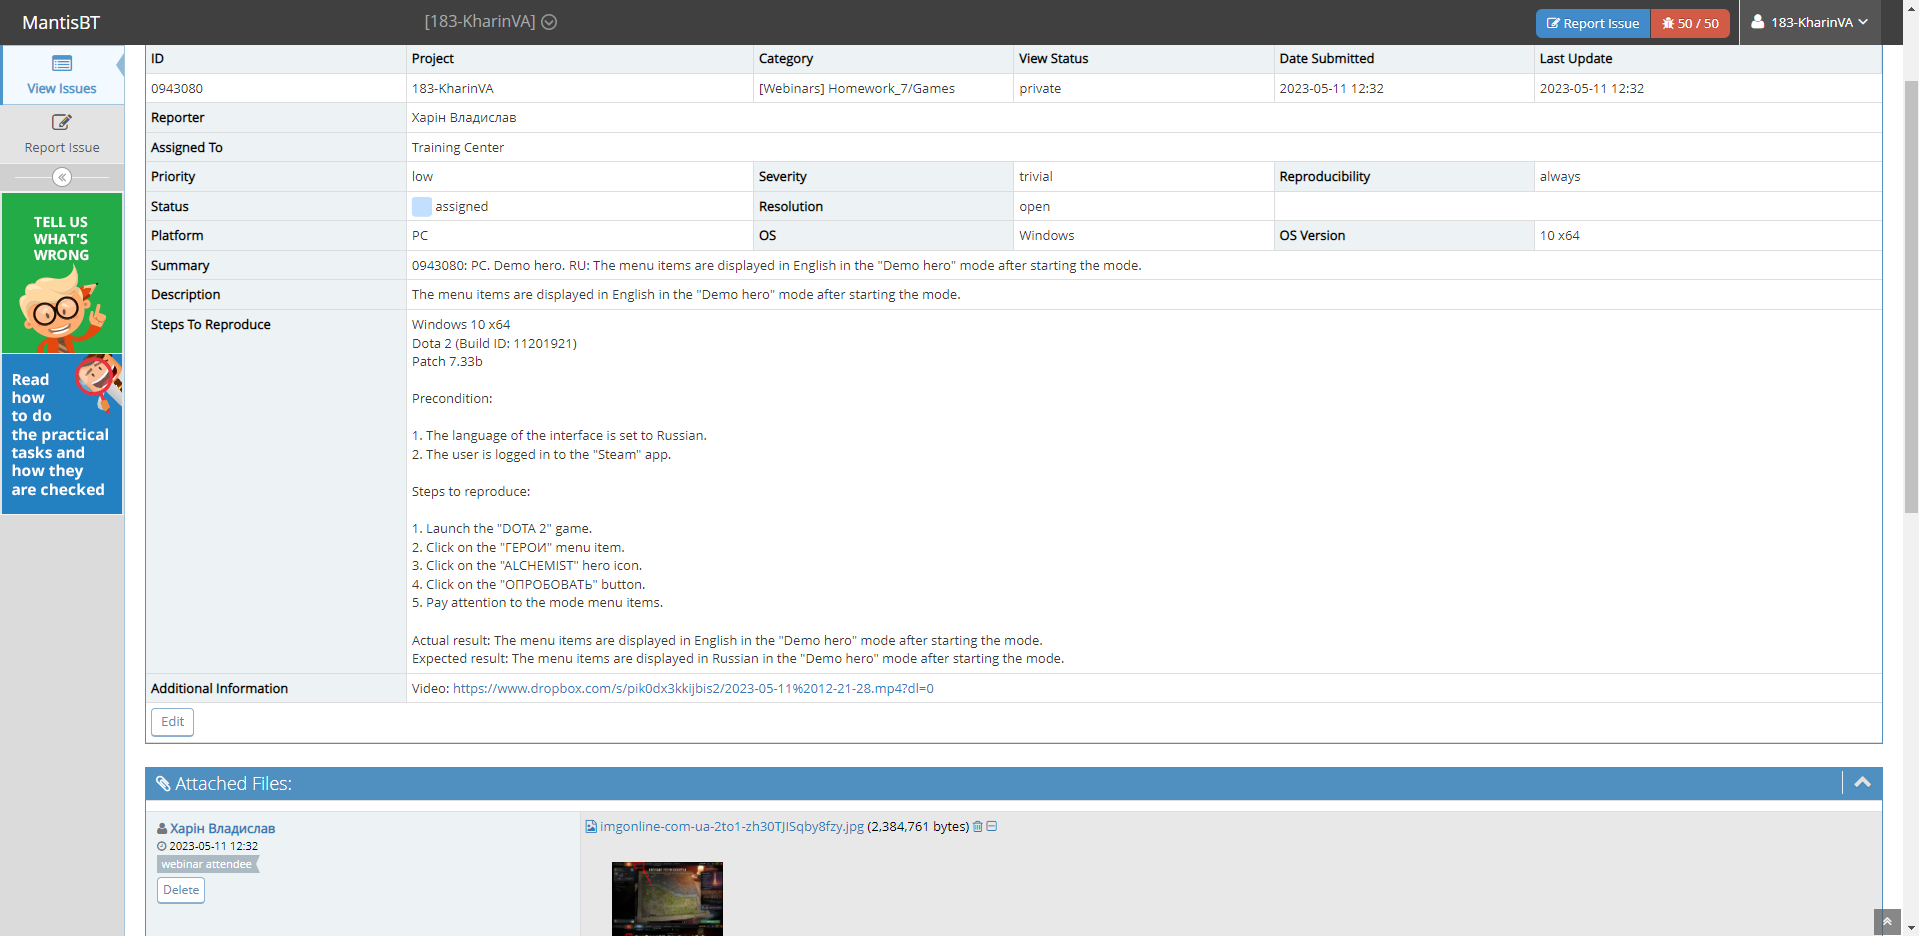 MantisBT
[183-KharinVA]
Report Issue
50 / 50
183-KharinVA
View Issues
Report Issue
TELL US
WHAT'S
WRONG
Read
how
to do
the practical
tasks and
how they
are checked
ID Project Category View Status Date Submitted Last Update
0943080 183-KharinVA [Webinars] Homework_7/Games private 2023-05-11 12:32 2023-05-11 12:32
Reporter Харін Владислав
Assigned To Training Center
Priority low Severity trivial Reproducibility always
Status assigned Resolution open
Platform PC OS Windows OS Version 10 x64
Summary 0943080: PC. Demo hero. RU: The menu items are displayed in English in the "Demo hero" mode after starting the mode.
Description The menu items are displayed in English in the "Demo hero" mode after starting the mode.
Steps To Reproduce Windows 10 x64
Dota 2 (Build ID: 11201921)
Patch 7.33b
Precondition:
1. The language of the interface is set to Russian.
2. The user is logged in to the "Steam" app.
Steps to reproduce:
1. Launch the "DOTA 2" game.
2. Click on the "ГЕРОИ" menu item.
3. Click on the "ALCHEMIST" hero icon.
4. Click on the "ОПРОБОВАТЬ" button.
5. Pay attention to the mode menu items.
Actual result: The menu items are displayed in English in the "Demo hero" mode after starting the mode.
Expected result: The menu items are displayed in Russian in the "Demo hero" mode after starting the mode.
Additional Information Video: https://www.dropbox.com/s/pik0dx3kkijbis2/2023-05-11%2012-21-28.mp4?dl=0
Edit
Attached Files:
Харін Владислав
2023-05-11 12:32
webinar attendee
Delete
imgonline-com-ua-2to1-zh30TJISqby8fzy.jpg (2,384,761 bytes)